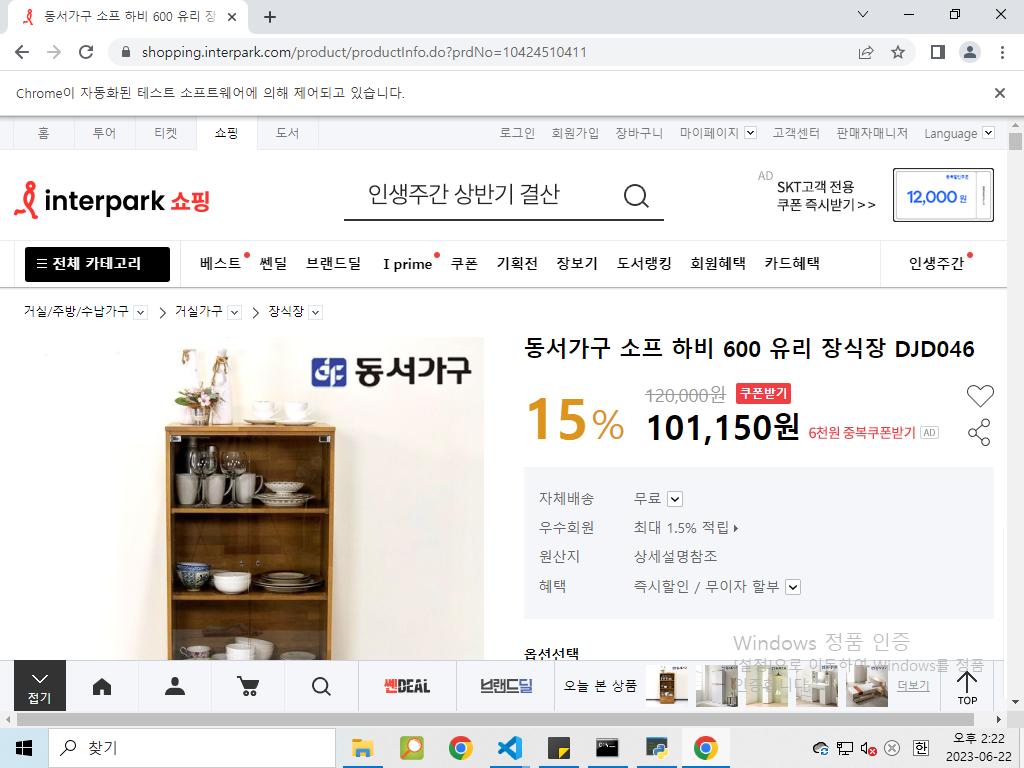 동서가구 소프 하비 600 유리 장
shopping.interpark.com/product/productInfo.do?prdNo=10424510411
Chrome이 자동화된 테스트 소프트웨어에 의해 제어되고 있습니다.
홈 투어 티켓 쇼핑 도서 로그인 회원가입 장바구니 마이페이지 고객센터 판매자매니저 Language
interpark 쇼핑
인생주간 상반기 결산
AD SKT고객 전용
쿠폰 즉시받기>>
12,000원
전체 카테고리 베스트 쎈딜 브랜드딜 I prime 쿠폰 기획전 장보기 도서랭킹 회원혜택 카드혜택 인생주간
거실/주방/수납가구 > 거실가구 > 장식장
동서가구
동서가구 소프 하비 600 유리 장식장 DJD046
15% 120,000원 쿠폰받기
101,150원 6천원 중복쿠폰받기 AD
자체배송 무료
우수회원 최대 1.5% 적립
원산지 상세설명참조
혜택 즉시할인 / 무이자 할부
옵션선택
Windows 정품 인증
[설정]으로 이동하여 Windows를 정품
인증합니다.
접기 쎈DEAL 브랜드딜 오늘 본 상품 더보기 TOP
찾기
한
오후 2:22
2023-06-22